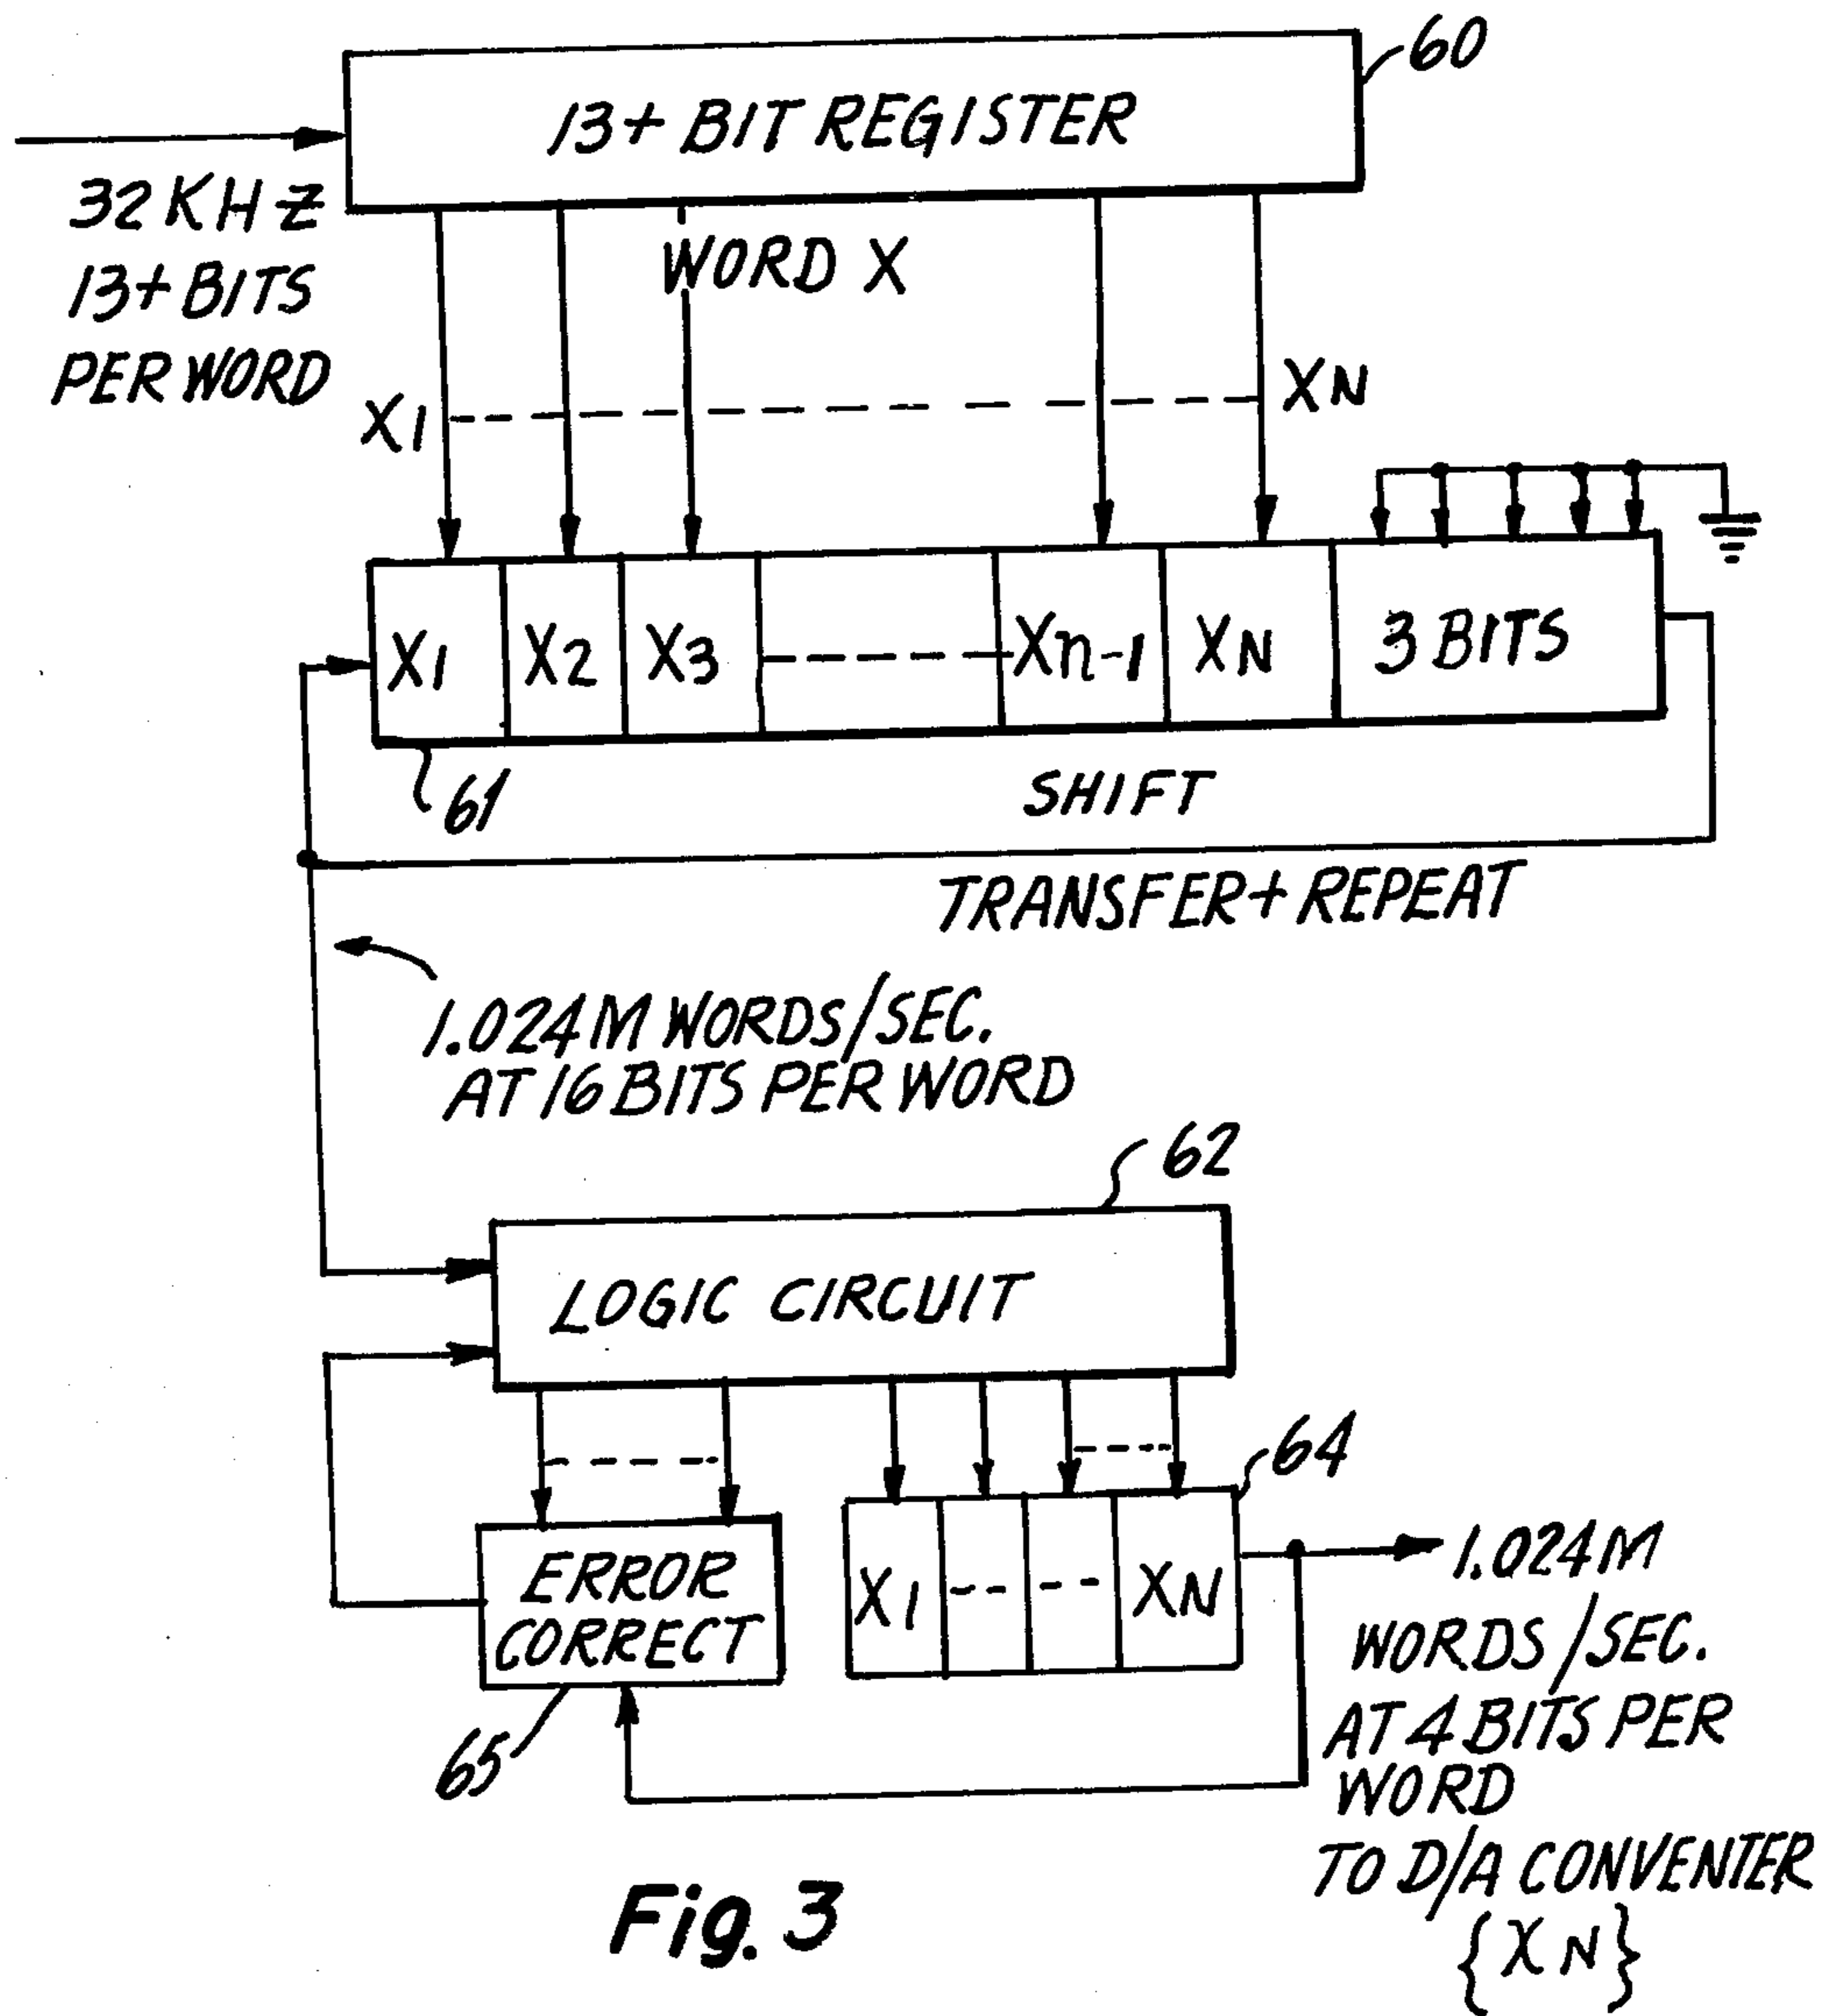 60
13+ BIT REGISTER
32 KHZ
13+ BITS
PER WORD
WORD X
X1
XN
X1
X2
X3
Xn-1
XN
3 BITS
61
SHIFT
TRANSFER + REPEAT
1.024 M WORDS/SEC.
AT 16 BITS PER WORD
62
LOGIC CIRCUIT
64
ERROR
CORRECT
X1
XN
65
1.024 M
WORDS/SEC.
AT 4 BITS PER
WORD
TO D/A CONVENTER
{XN}
Fig. 3